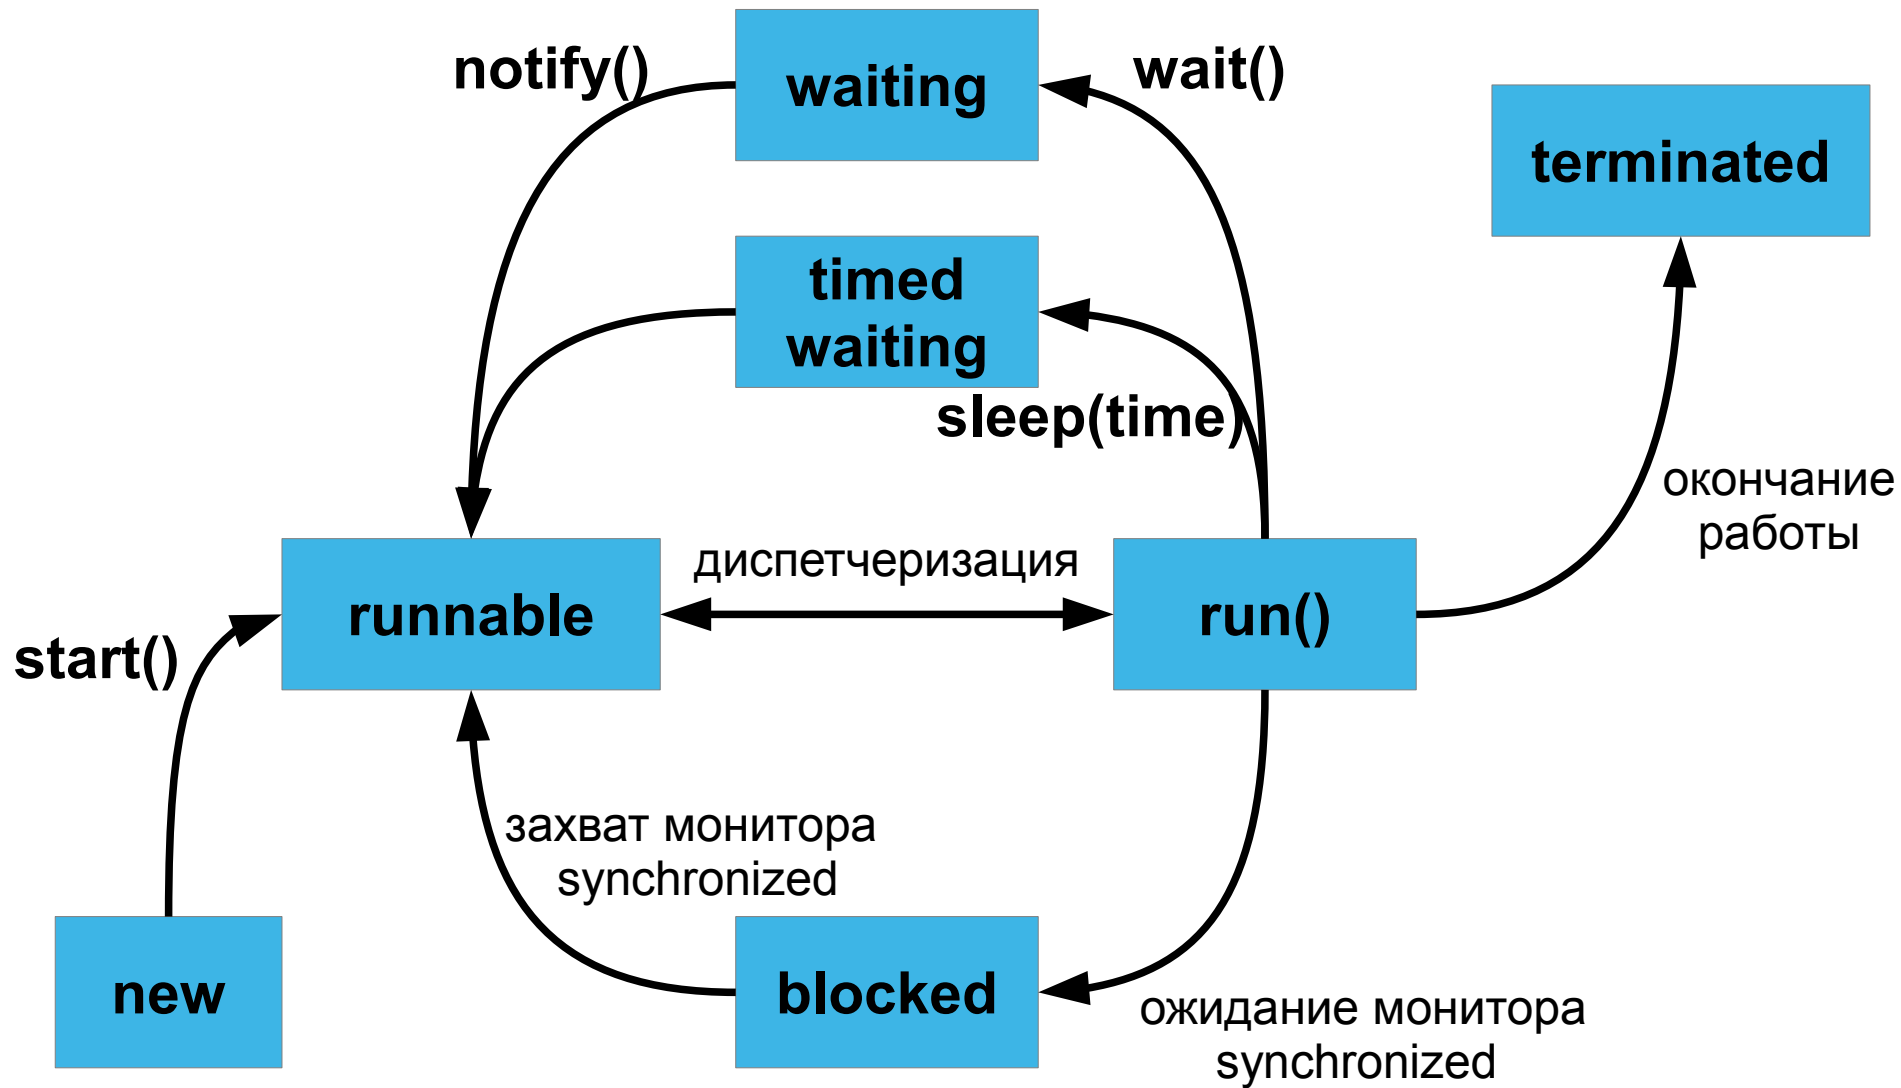 notify()
waiting
wait()
terminated
timed
waiting
sleep(time)
окончание
работы
диспетчеризация
runnable
run()
start()
захват монитора
synchronized
new
blocked
ожидание монитора
synchronized